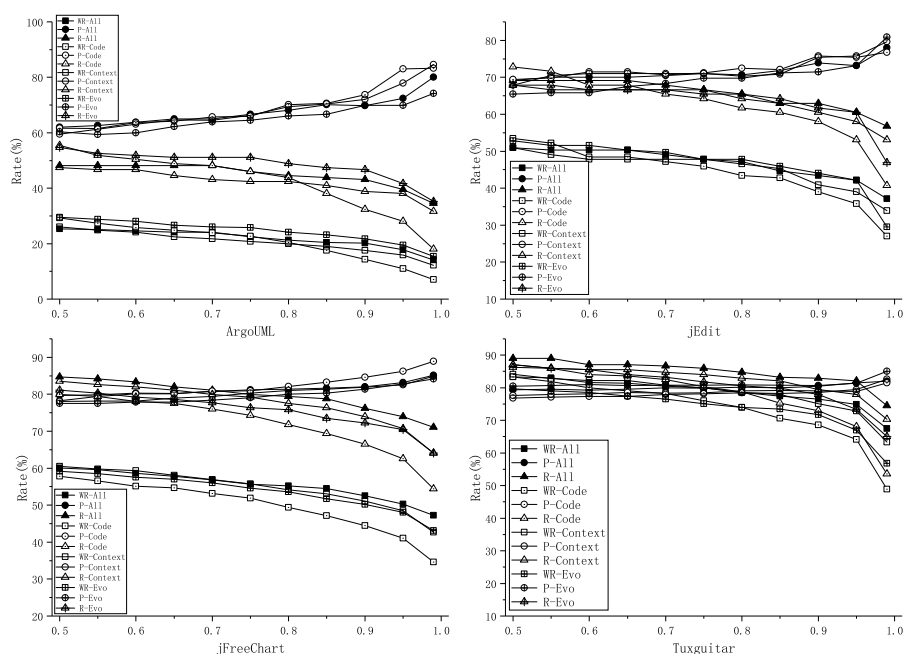 100
80
60
40
20
0
Rate(%)
WR-All
P-All
R-All
WR-Code
P-Code
R-Code
WR-Context
P-Context
R-Context
WR-Evo
P-Evo
R-Evo
0.5 0.6 0.7 0.8 0.9 1.0
ArgoUML
80
70
60
50
40
30
20
10
Rate(%)
WR-All
P-All
R-All
WR-Code
P-Code
R-Code
WR-Context
P-Context
R-Context
WR-Evo
P-Evo
R-Evo
0.5 0.6 0.7 0.8 0.9 1.0
jEdit
90
80
70
60
50
40
30
20
Rate(%)
WR-All
P-All
R-All
WR-Code
P-Code
R-Code
WR-Context
P-Context
R-Context
WR-Evo
P-Evo
R-Evo
0.5 0.6 0.7 0.8 0.9 1.0
jFreeChart
90
80
70
60
50
40
30
20
10
Rate(%)
WR-All
P-All
R-All
WR-Code
P-Code
R-Code
WR-Context
P-Context
R-Context
WR-Evo
P-Evo
R-Evo
0.5 0.6 0.7 0.8 0.9 1.0
Tuxguitar